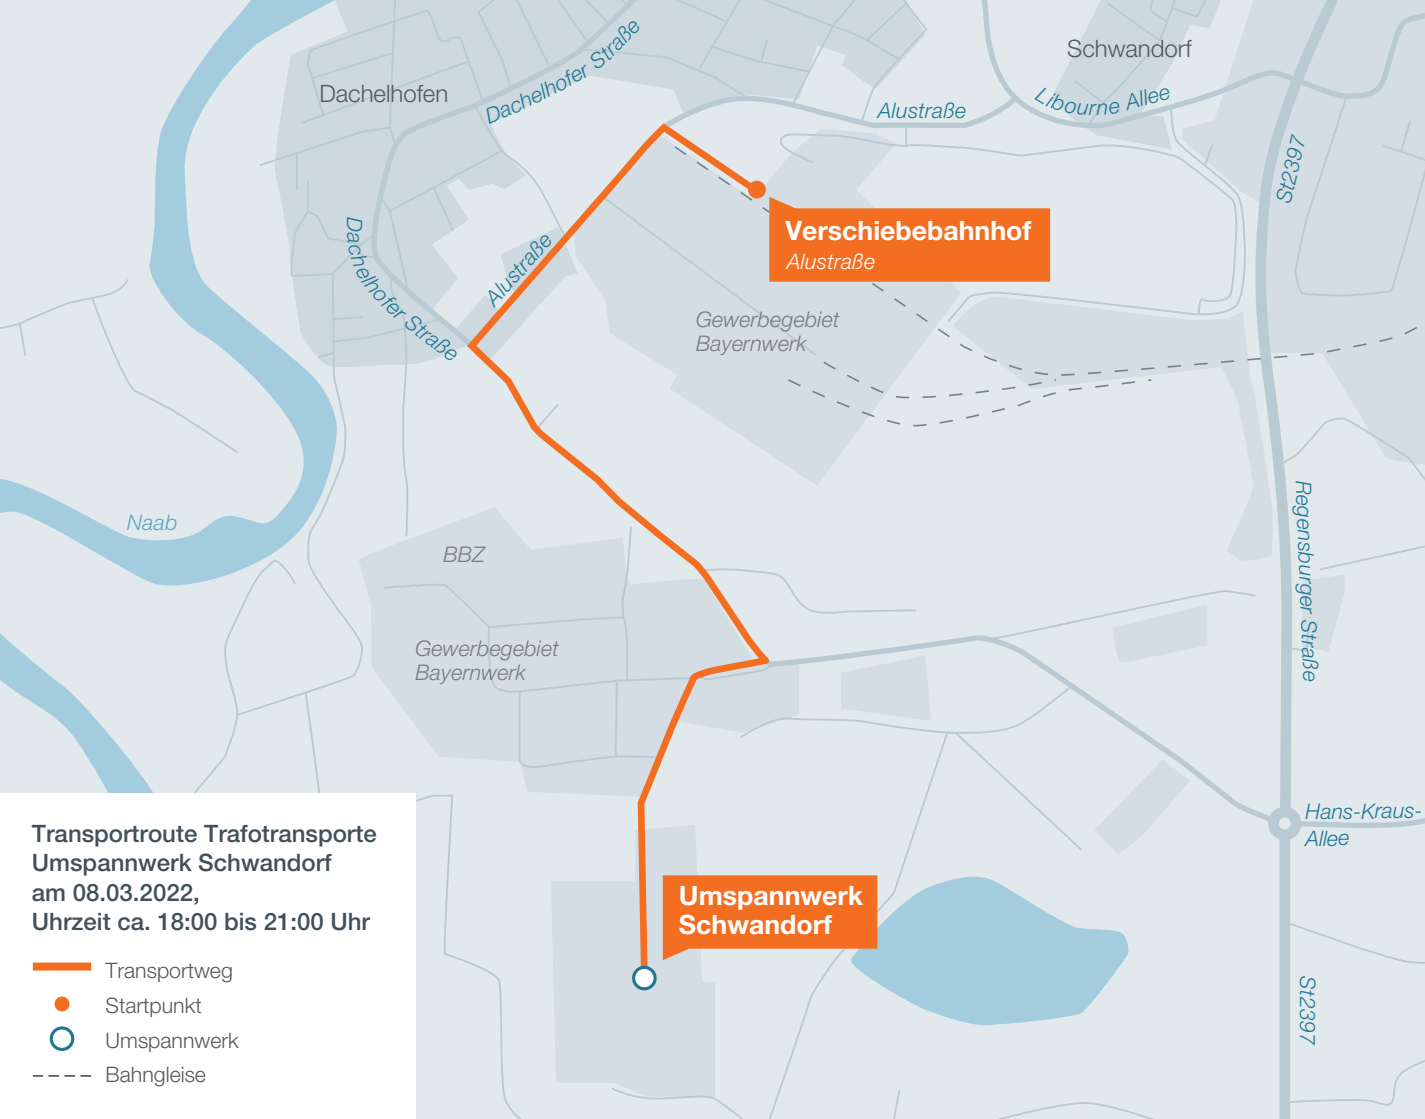 Schwandorf
Dachelhofen
Dachelhofer Straße
Alustraße
Libourne Allee
St2397
Verschiebebahnhof
Alustraße
Alustraße
Dachelhofer Straße
Gewerbegebiet
Bayernwerk
Naab
BBZ
Regensburger Straße
Gewerbegebiet
Bayernwerk
Hans-Kraus-
Allee
Umspannwerk
Schwandorf
St2397
Transportroute Trafotransporte
Umspannwerk Schwandorf
am 08.03.2022,
Uhrzeit ca. 18:00 bis 21:00 Uhr
Transportweg
Startpunkt
Umspannwerk
Bahngleise